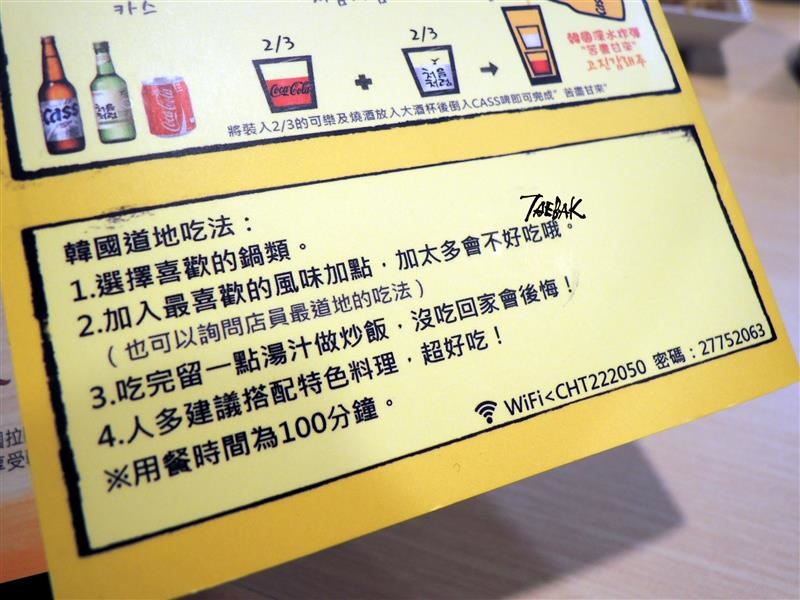 카스
2/3
2/3
cass
처음
처럼
Coca-Cola
Coca-Cola
처음
처럼
韓國深水炸彈
"苦盡甘來"
고진감래주
將裝入2/3的可樂及燒酒放入大酒杯後倒入CASS啤即可完成"苦盡甘來"
TAEBAK
韓國道地吃法：
1.選擇喜歡的鍋類。
2.加入最喜歡的風味加點，加太多會不好吃哦。
（也可以詢問店員最道地的吃法）
3.吃完留一點湯汁做炒飯，沒吃回家會後悔！
4.人多建議搭配特色料理，超好吃！
※用餐時間為100分鐘。
WiFi<CHT222050 密碼：27752063